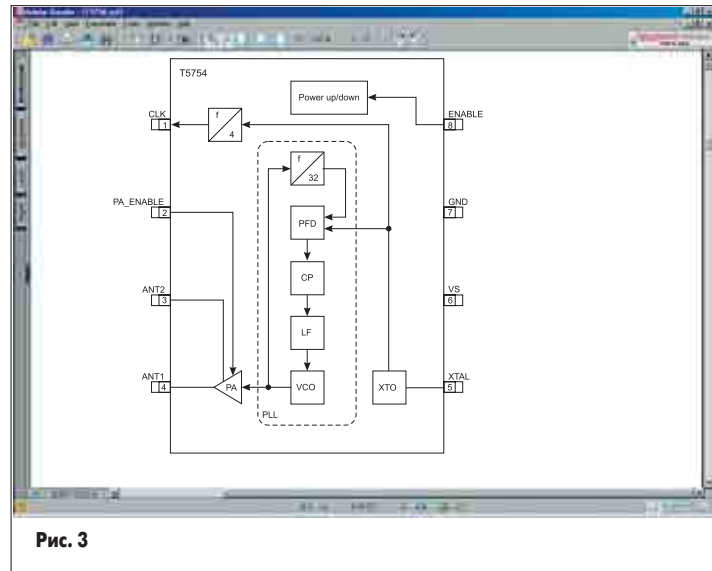 T5754
Power up/down
CLK
1
f
4
ENABLE
8
f
32
PA_ENABLE
2
PFD
GND
7
CP
ANT2
3
VS
6
LF
ANT1
4
PA
VCO
XTO
XTAL
5
PLL
Рис. 3